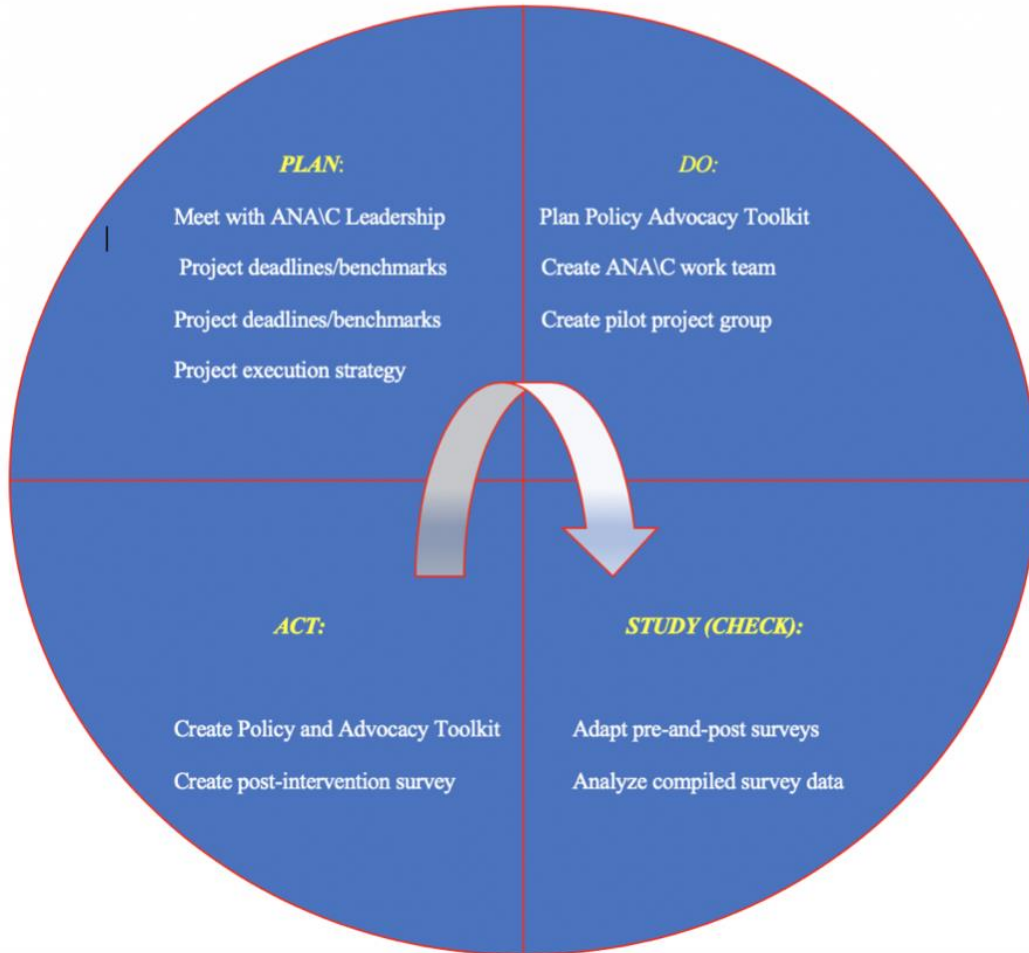 PLAN:
Meet with ANA\C Leadership
Project deadlines/benchmarks
Project deadlines/benchmarks
Project execution strategy
DO:
Plan Policy Advocacy Toolkit
Create ANA\C work team
Create pilot project group
ACT:
Create Policy and Advocacy Toolkit
Create post-intervention survey
STUDY (CHECK):
Adapt pre-and-post surveys
Analyze compiled survey data